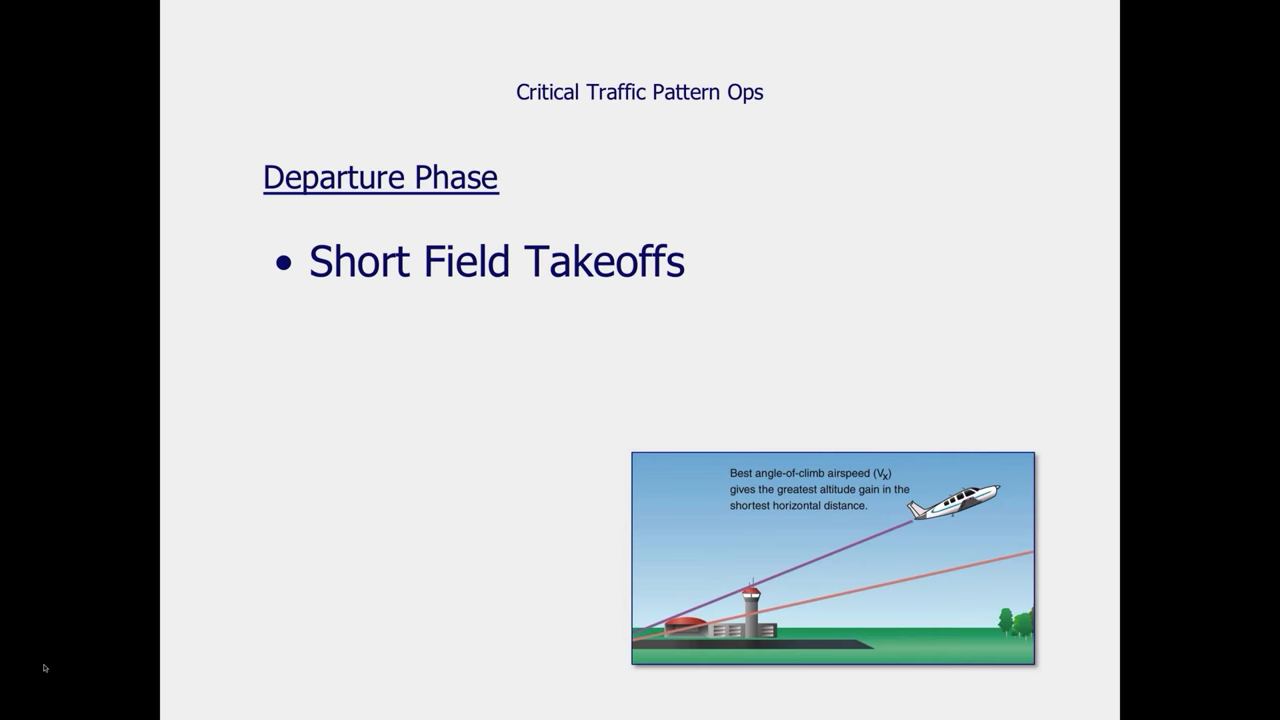 Critical Traffic Pattern Ops
Departure Phase
• Short Field Takeoffs
Best angle-of-climb airspeed (Vx)
gives the greatest altitude gain in the
shortest horizontal distance.